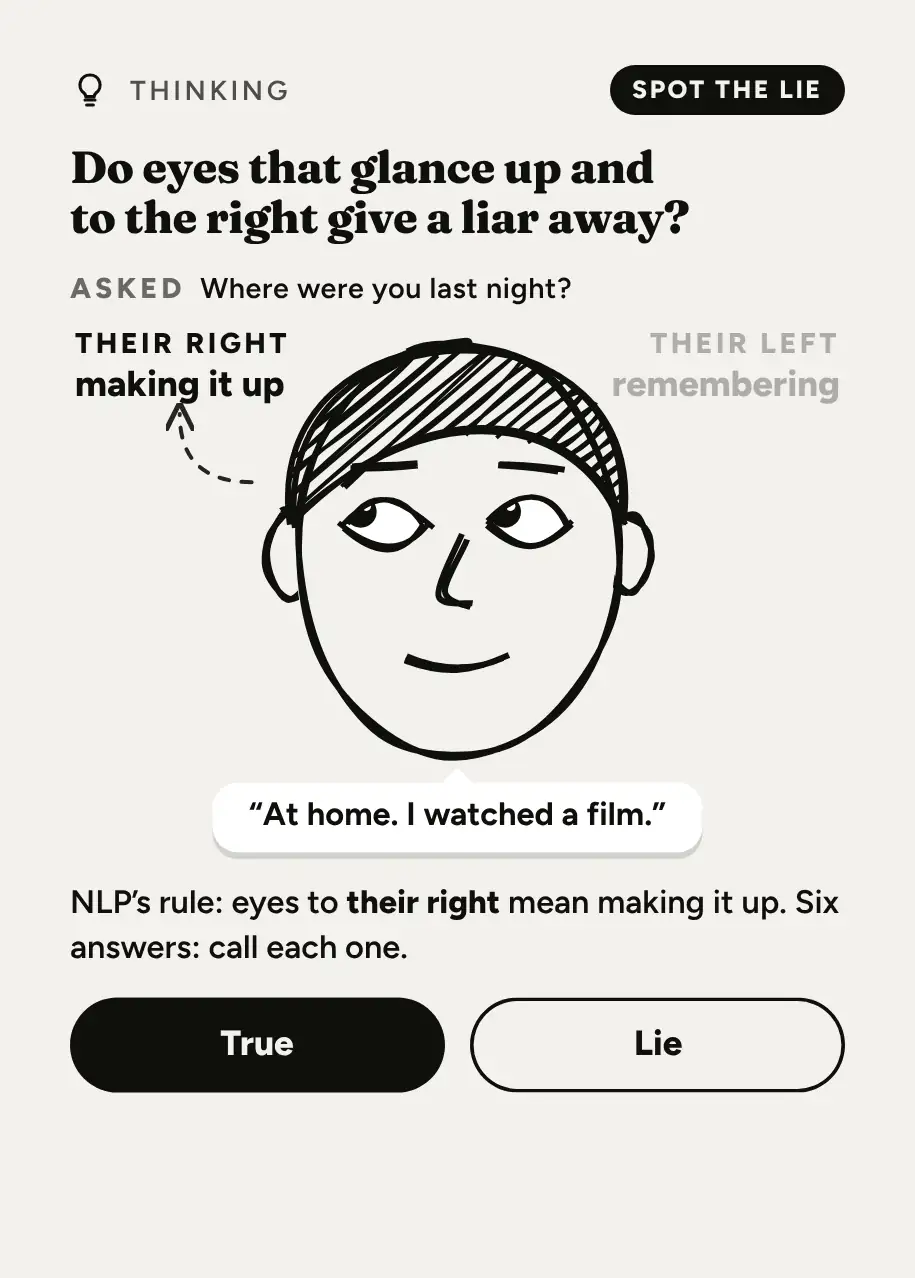 THINKING
SPOT THE LIE
Do eyes that glance up and
to the right give a liar away?
ASKED Where were you last night?
THEIR RIGHT
making it up
THEIR LEFT
remembering
“At home. I watched a film.”
NLP’s rule: eyes to their right mean making it up. Six
answers: call each one.
True
Lie